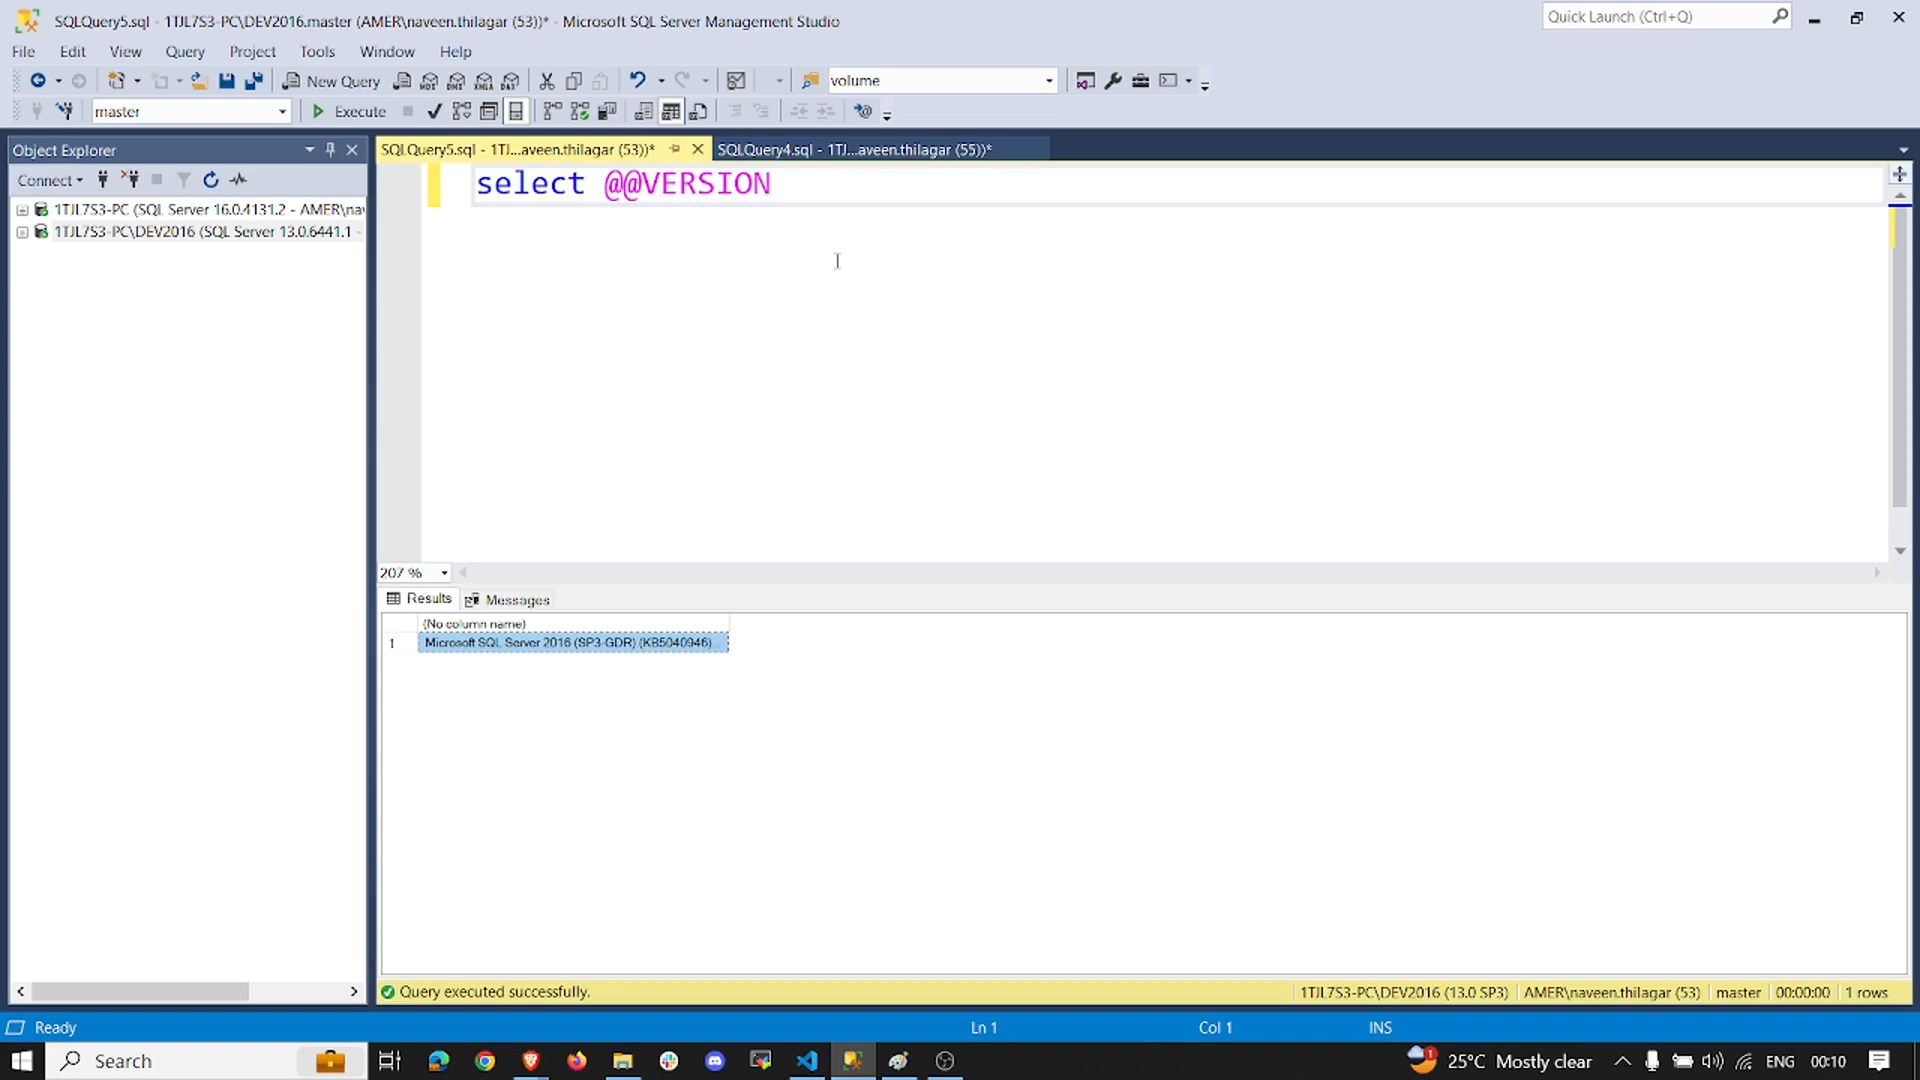 SQLQuery5.sql - 1TJL7S3-PC\DEV2016.master (AMER\naveen.thilagar (53))* - Microsoft SQL Server Management Studio
Quick Launch (Ctrl+Q)
File Edit View Query Project Tools Window Help
New Query
volume
master
Execute
Object Explorer
SQLQuery5.sql - 1TJ...aveen.thilagar (53))*
SQLQuery4.sql - 1TJ...aveen.thilagar (55))*
Connect
select @@VERSION
1TJL7S3-PC (SQL Server 16.0.4131.2 - AMER\na
1TJL7S3-PC\DEV2016 (SQL Server 13.0.6441.1 -
207 %
Results
Messages
(No column name)
1
Microsoft SQL Server 2016 (SP3-GDR) (KB5040946)...
Query executed successfully.
1TJL7S3-PC\DEV2016 (13.0 SP3)
AMER\naveen.thilagar (53)
master
00:00:00
1 rows
Ready
Ln 1
Col 1
INS
Search
1
25°C Mostly clear
ENG
00:10